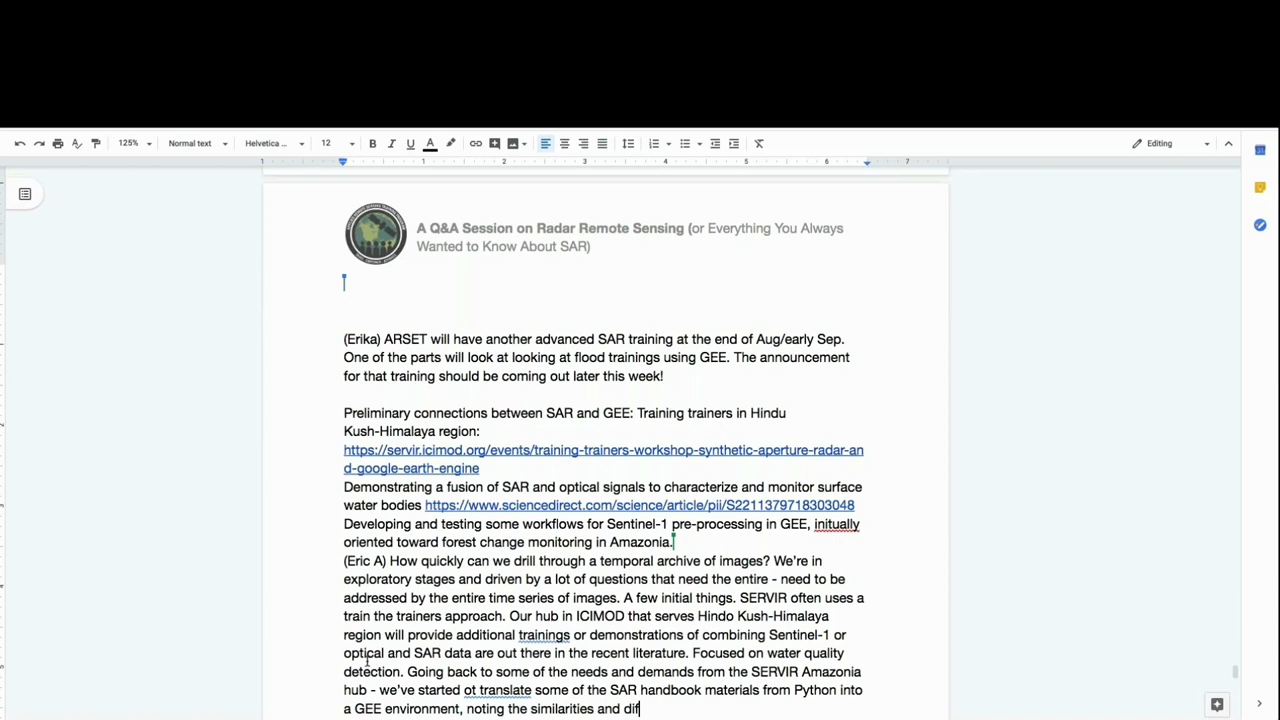 125%
Normal text
Helvetica ...
12
B I U A
Editing
1 1 2 3 4 5 6 7
A Q&A Session on Radar Remote Sensing (or Everything You Always
Wanted to Know About SAR)
(Erika) ARSET will have another advanced SAR training at the end of Aug/early Sep.
One of the parts will look at looking at flood trainings using GEE. The announcement
for that training should be coming out later this week!
Preliminary connections between SAR and GEE: Training trainers in Hindu
Kush-Himalaya region:
https://servir.icimod.org/events/training-trainers-workshop-synthetic-aperture-radar-an
d-google-earth-engine
Demonstrating a fusion of SAR and optical signals to characterize and monitor surface
water bodies https://www.sciencedirect.com/science/article/pii/S2211379718303048
Developing and testing some workflows for Sentinel-1 pre-processing in GEE, initually
oriented toward forest change monitoring in Amazonia.
(Eric A) How quickly can we drill through a temporal archive of images? We're in
exploratory stages and driven by a lot of questions that need the entire - need to be
addressed by the entire time series of images. A few initial things. SERVIR often uses a
train the trainers approach. Our hub in ICIMOD that serves Hindo Kush-Himalaya
region will provide additional trainings or demonstrations of combining Sentinel-1 or
optical and SAR data are out there in the recent literature. Focused on water quality
detection. Going back to some of the needs and demands from the SERVIR Amazonia
hub - we've started ot translate some of the SAR handbook materials from Python into
a GEE environment, noting the similarities and dif